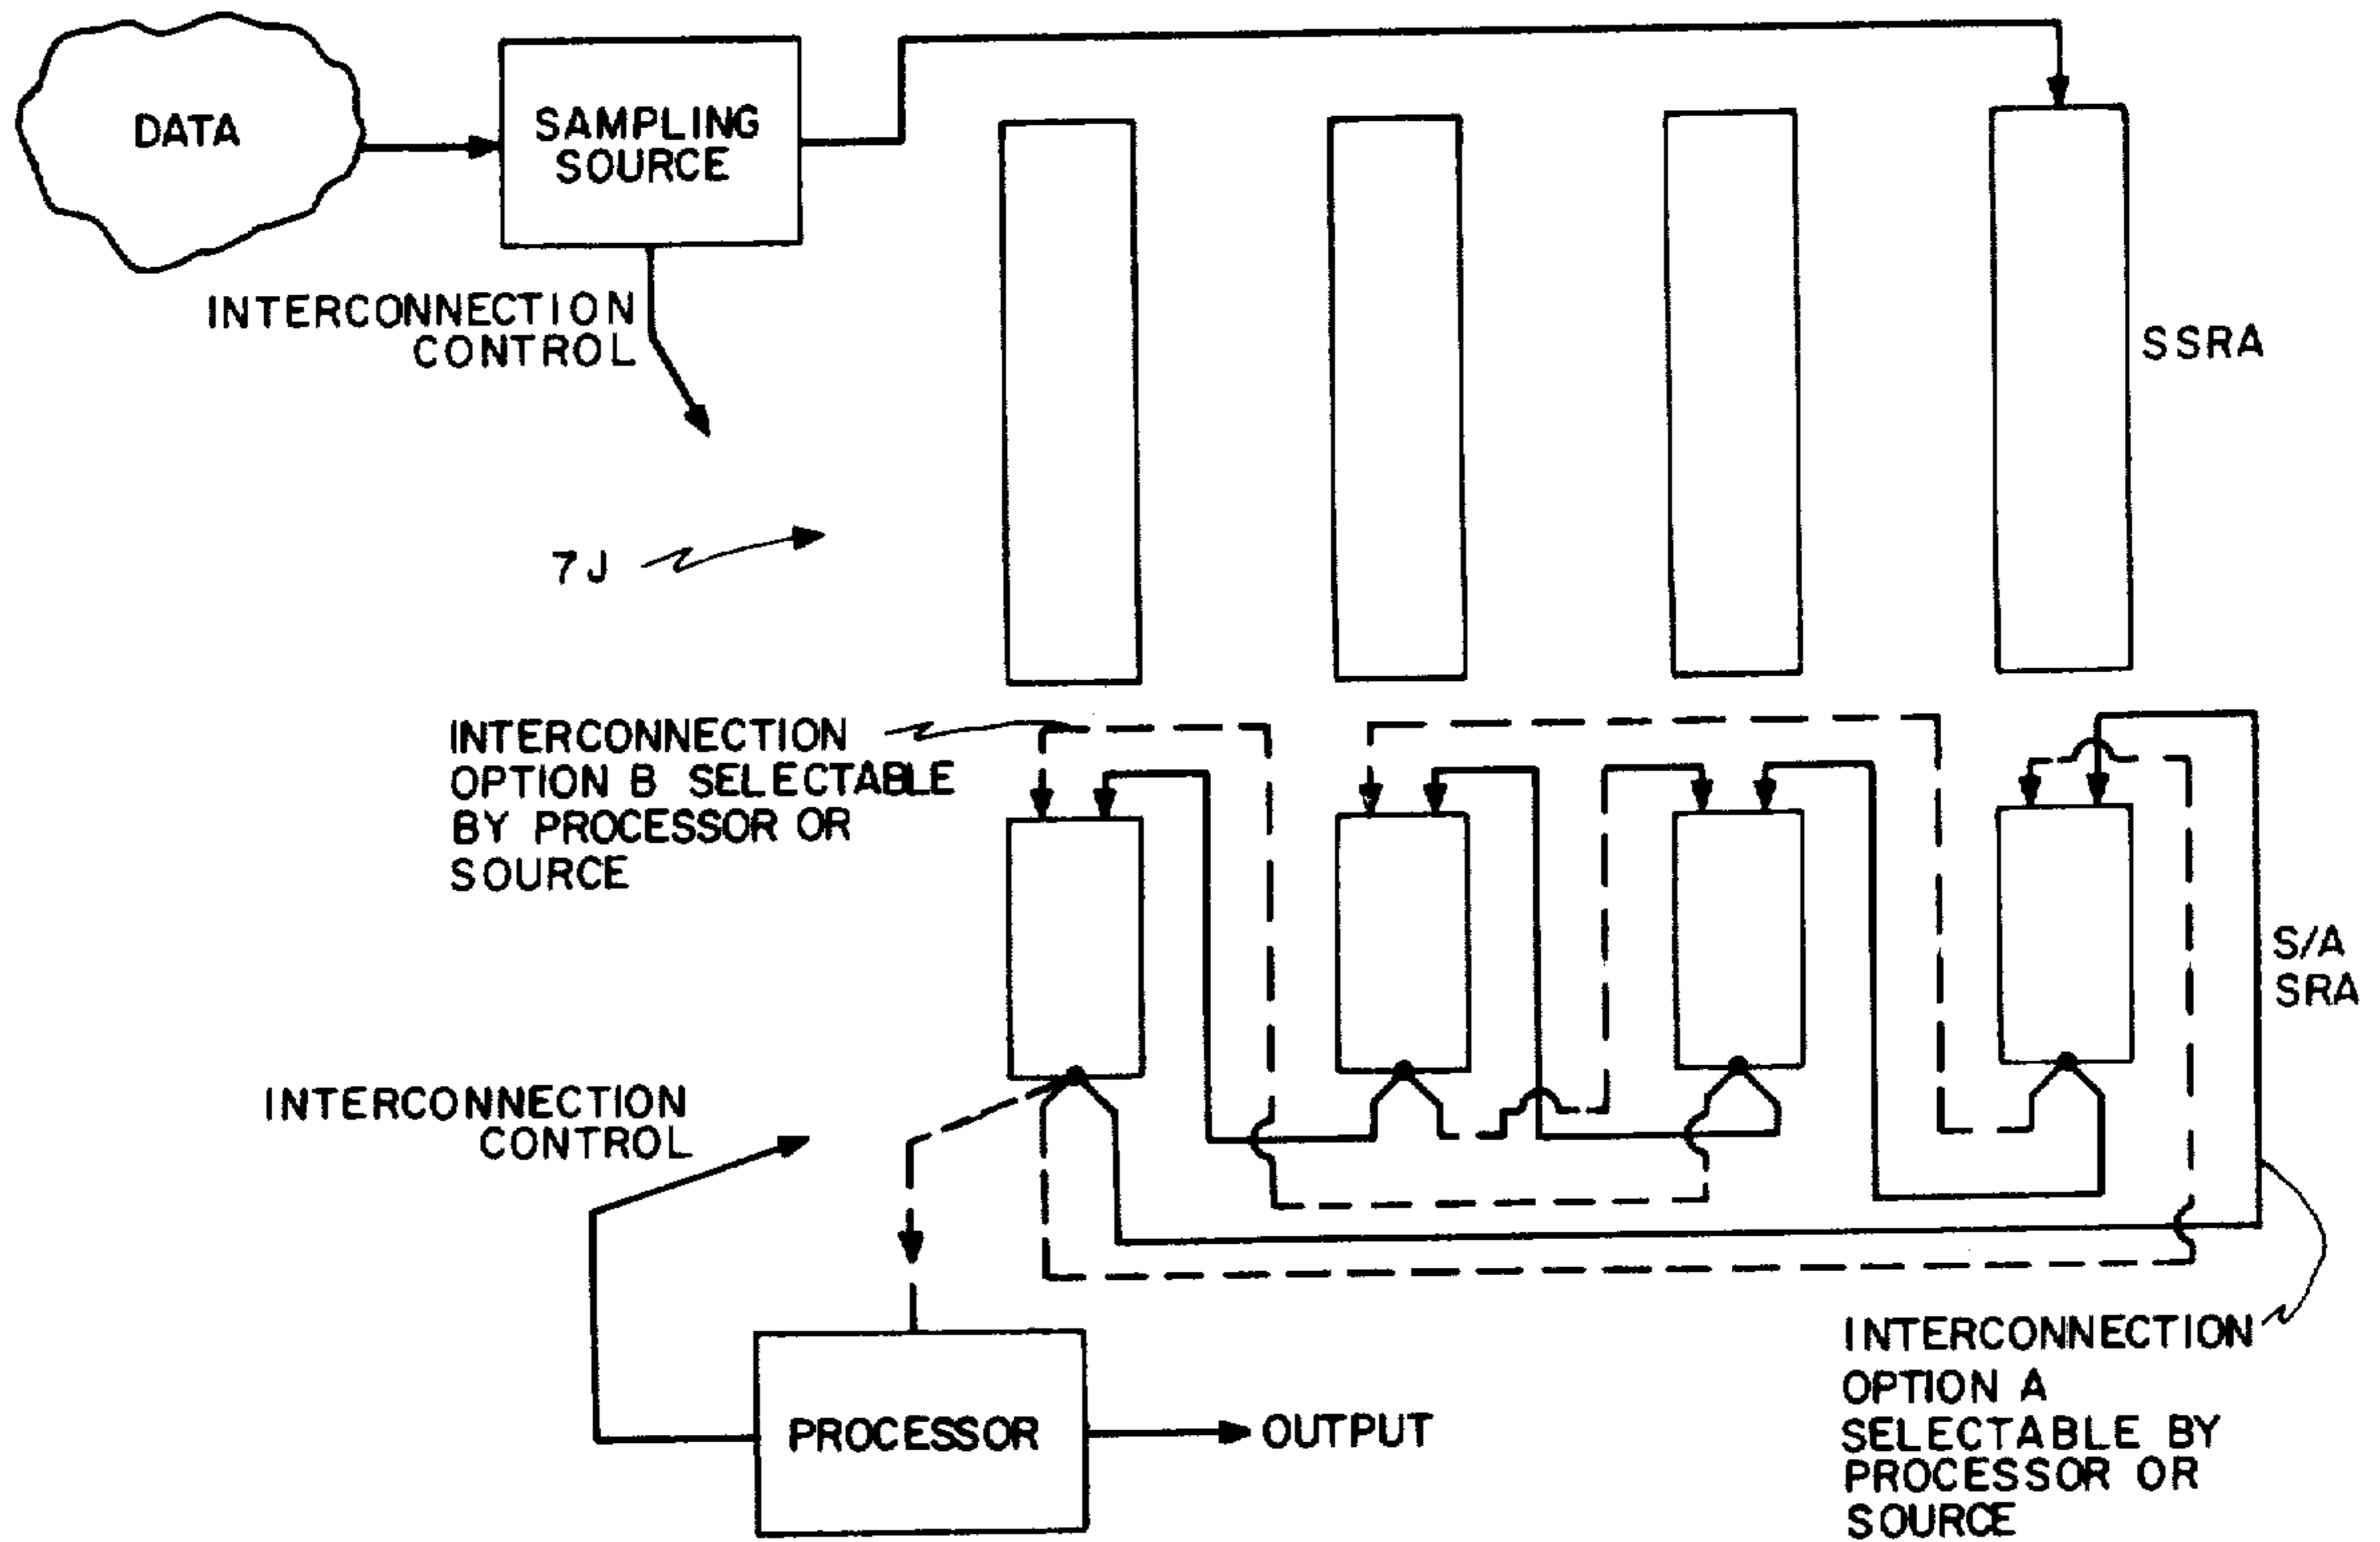 DATA
SAMPLING
SOURCE
INTERCONNECTION
CONTROL
SSRA
7J
INTERCONNECTION
OPTION B SELECTABLE
BY PROCESSOR OR
SOURCE
S/A
SRA
INTERCONNECTION
CONTROL
PROCESSOR
OUTPUT
INTERCONNECTION
OPTION A
SELECTABLE BY
PROCESSOR OR
SOURCE